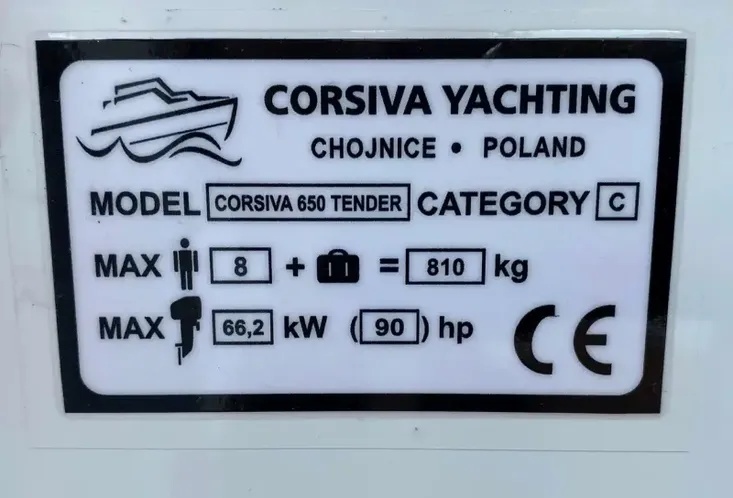 CORSIVA YACHTING
CHOJNICE • POLAND
MODEL CORSIVA 650 TENDER CATEGORY C
MAX 8 + = 810 kg
MAX 66,2 kW (90) hp
CE